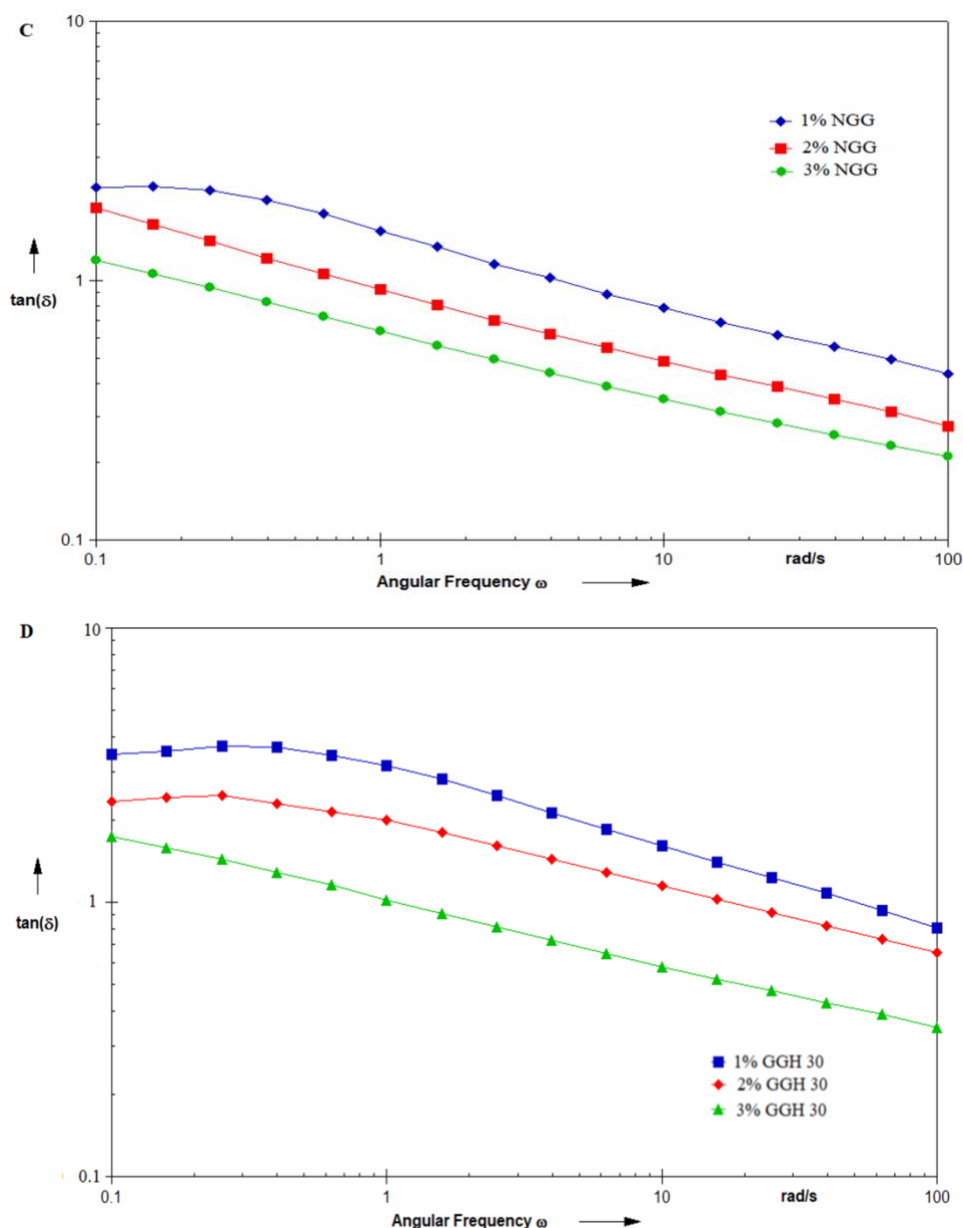 C
10
1% NGG
2% NGG
3% NGG
1
tan(δ)
0.1
0.1 1 10 rad/s 100
Angular Frequency ω
D
10
1
tan(δ)
1% GGH 30
2% GGH 30
3% GGH 30
0.1
0.1 1 10 rad/s 100
Angular Frequency ω